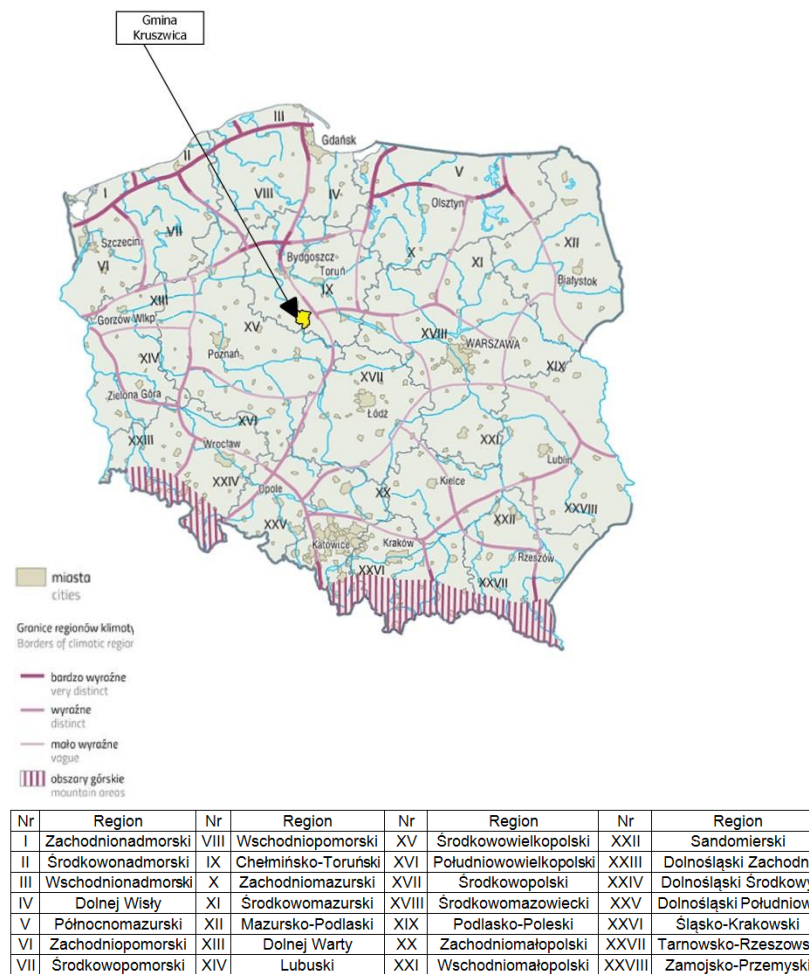 Gmina
Kruszwica
III
Gdańsk
II
I
V
VIII
IV
Olsztyn
VII
Szczecin
XII
VI
X
XI
Bydgoszcz
Toruń
Białystok
IX
XIII
Gorzów Wlkp
XV
XVIII
WARSZAWA
XIV
Poznań
XIX
XVII
Zielona Góra
Łódź
XVI
XXIII
Wrocław
XXI
Lublin
XXIV
Opole
Kielce
XX
XXVIII
XXV
XXII
Katowice
Kraków
Rzeszów
XXVI
XXVII
miasta
cities
Granice regionów klimaty
Borders of climatic region
bardzo wyraźne
very distinct
wyraźne
distinct
mało wyraźne
vague
obszary górskie
mountain areas
Nr Region Nr Region Nr Region Nr Region
I Zachodnionadmorski VIII Wschodniopomorski XV Środkowowielkopolski XXII Sandomierski
II Środkowonadmorski IX Chełmińsko-Toruński XVI Południowowielkopolski XXIII Dolnośląski Zachodn
III Wschodnionadmorski X Zachodniomazurski XVII Środkowopolski XXIV Dolnośląski Środkowy
IV Dolnej Wisły XI Środkowomazurski XVIII Środkowomazowiecki XXV Dolnośląski Południow
V Północnomazurski XII Mazursko-Podlaski XIX Podlasko-Poleski XXVI Śląsko-Krakowski
VI Zachodniopomorski XIII Dolnej Warty XX Zachodniomałopolski XXVII Tarnowsko-Rzeszows
VII Środkowopomorski XIV Lubuski XXI Wschodniomałopolski XXVIII Zamojsko-Przemyski